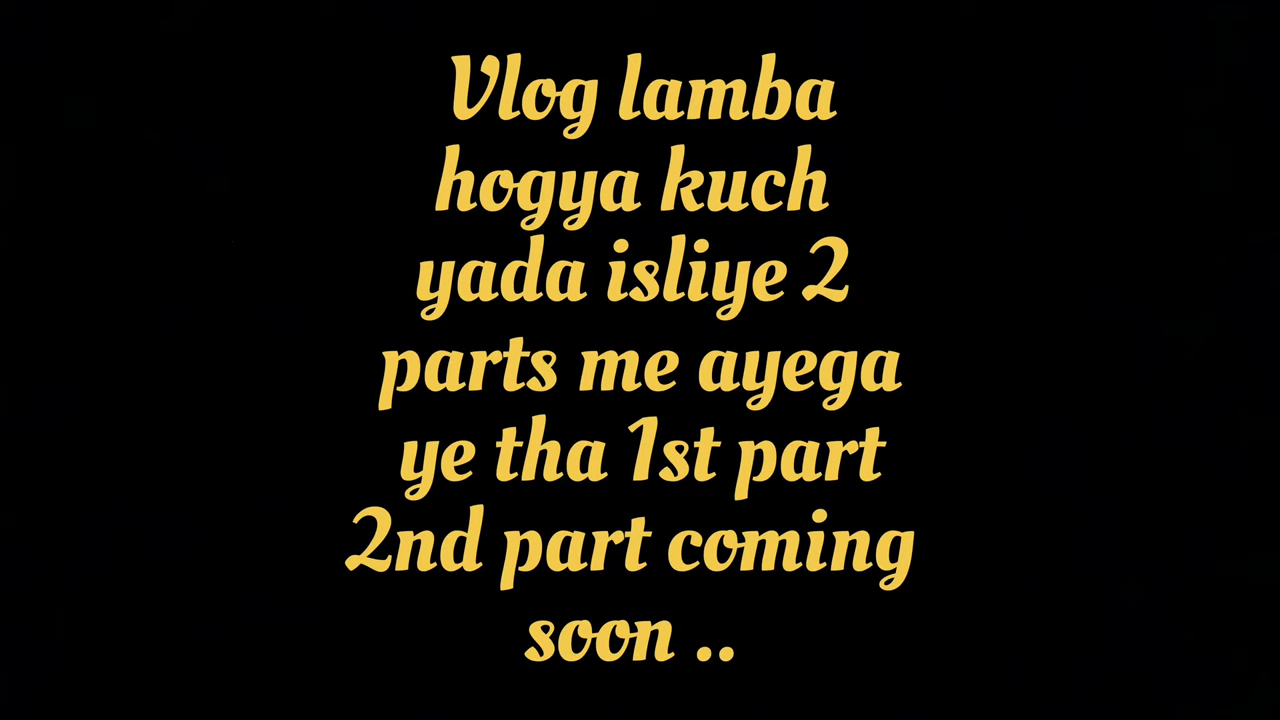 Vlog lamba
hogya kuch
yada isliye 2
parts me ayega
ye tha 1st part
2nd part coming
soon ..